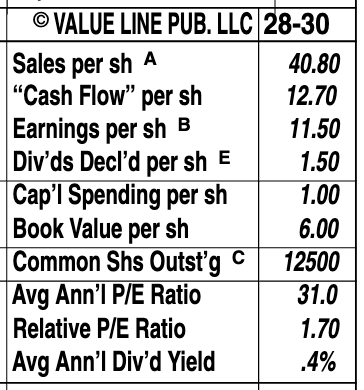 © VALUE LINE PUB. LLC 28-30
Sales per sh A 40.80
“Cash Flow” per sh 12.70
Earnings per sh B 11.50
Div’ds Decl’d per sh E 1.50
Cap’l Spending per sh 1.00
Book Value per sh 6.00
Common Shs Outst’g C 12500
Avg Ann’l P/E Ratio 31.0
Relative P/E Ratio 1.70
Avg Ann’l Div’d Yield .4%